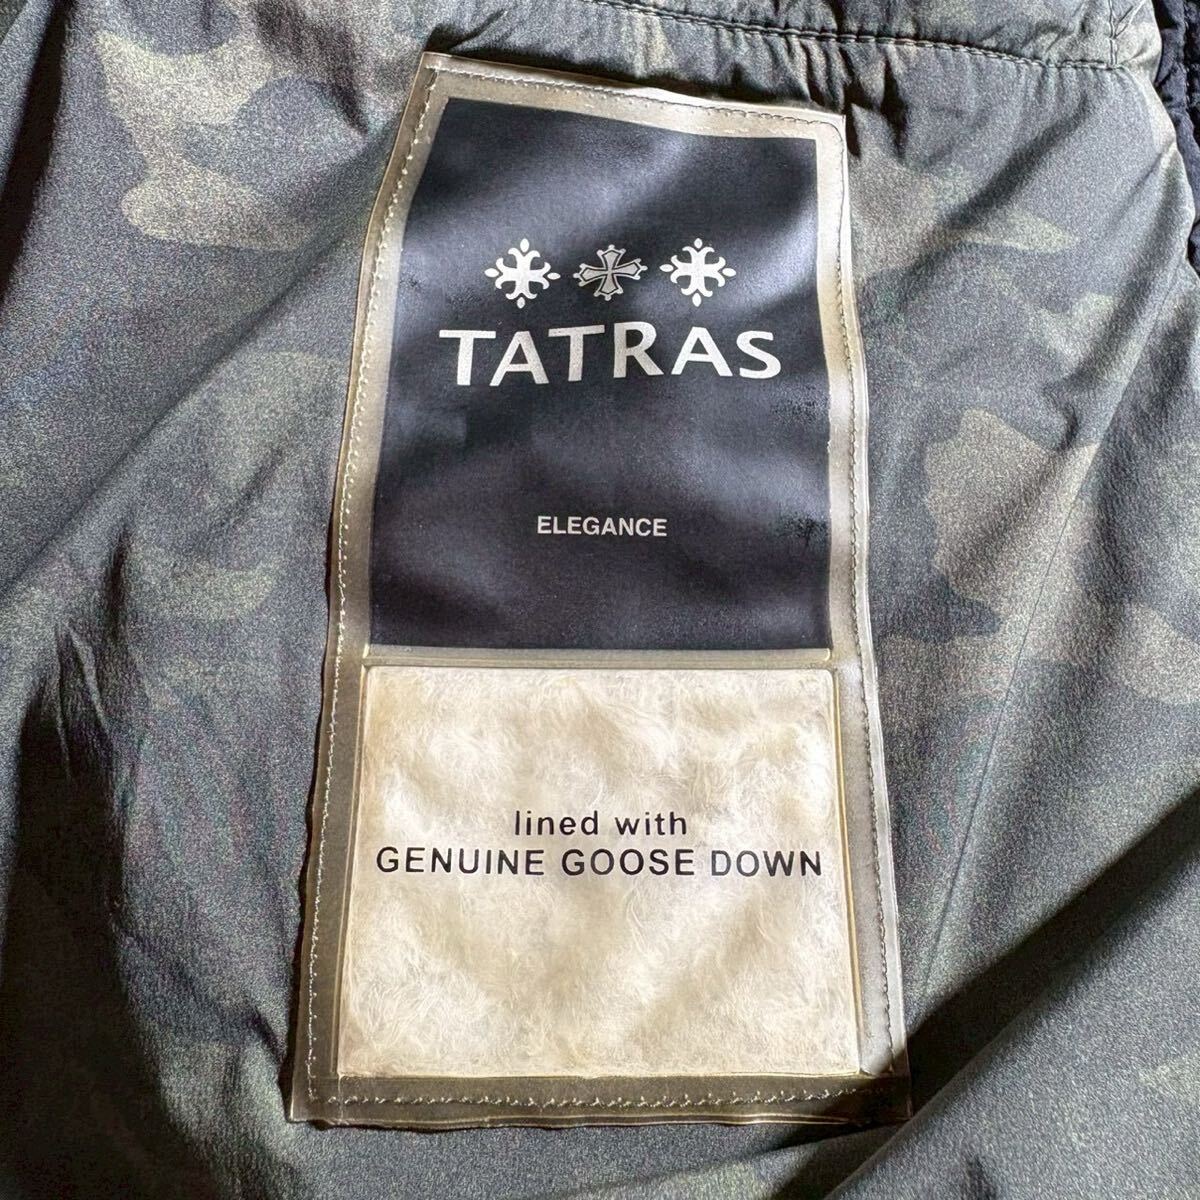 TATRAS
ELEGANCE
lined with
GENUINE GOOSE DOWN